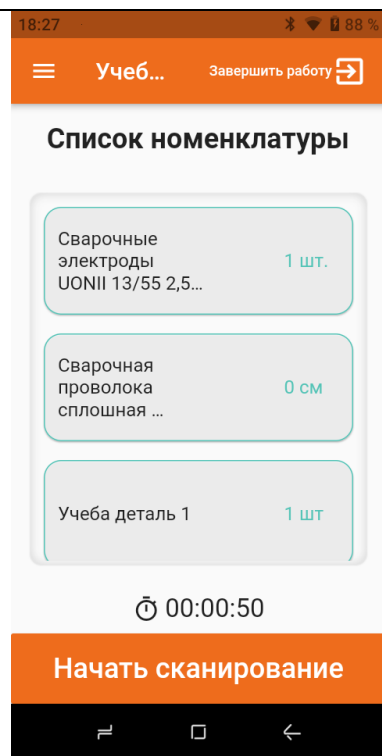 18:27
88 %
Учеб...
Завершить работу
Список номенклатуры
Сварочные
электроды
UONII 13/55 2,5...
1 шт.
Сварочная
проволока
сплошная ...
0 см
Учеба деталь 1
1 шт
00:00:50
Начать сканирование